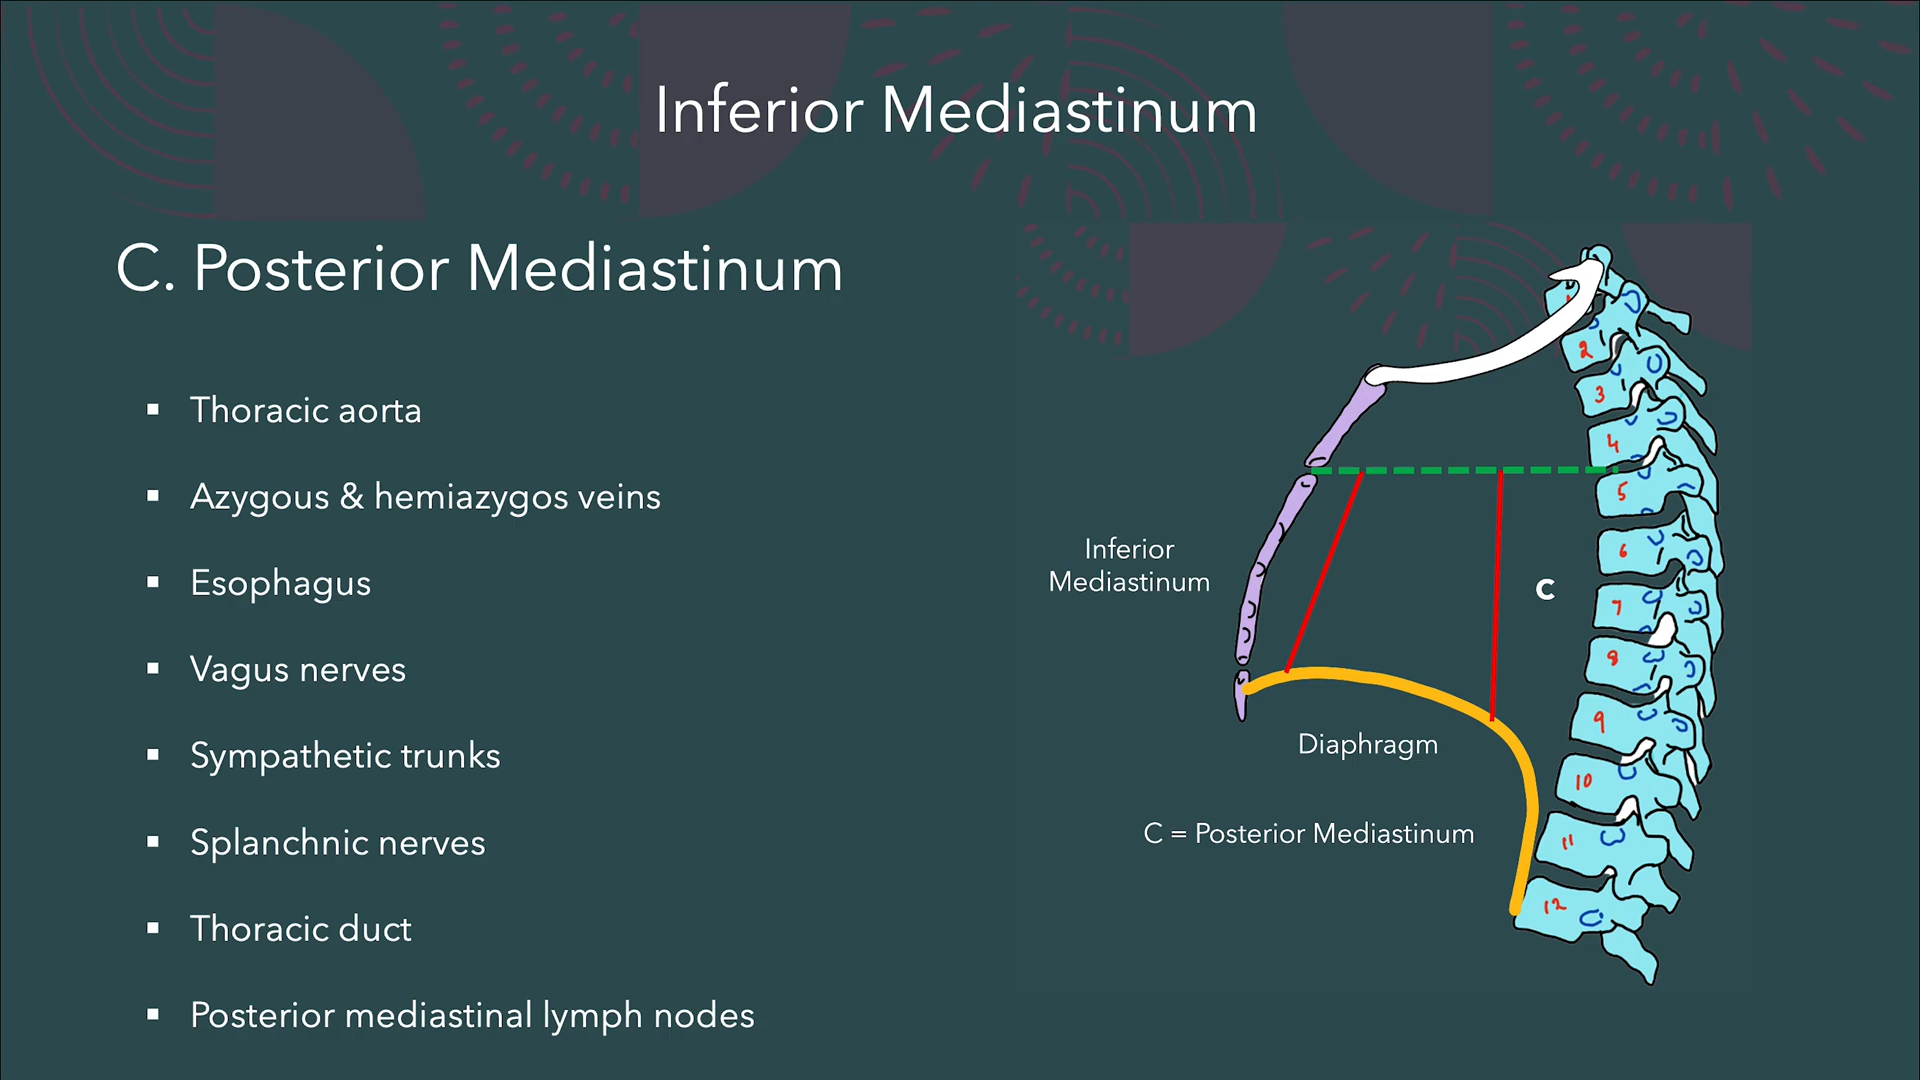 Inferior Mediastinum
C. Posterior Mediastinum
▪ Thoracic aorta
▪ Azygous & hemiazygos veins
▪ Esophagus
▪ Vagus nerves
▪ Sympathetic trunks
▪ Splanchnic nerves
▪ Thoracic duct
▪ Posterior mediastinal lymph nodes
1
2
3
4
5
6
7
8
9
10
11
12
Inferior
Mediastinum
C
Diaphragm
C = Posterior Mediastinum